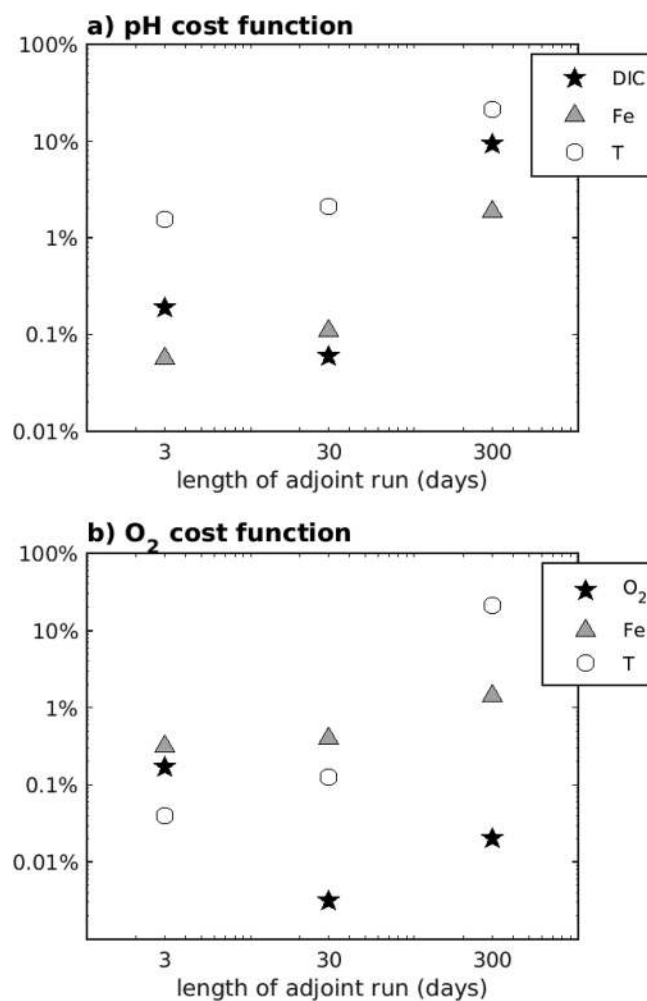 a) pH cost function
100%
10%
1%
0.1%
0.01%
DIC
Fe
T
3 30 300
length of adjoint run (days)
b) O₂ cost function
100%
10%
1%
0.1%
0.01%
O₂
Fe
T
3 30 300
length of adjoint run (days)